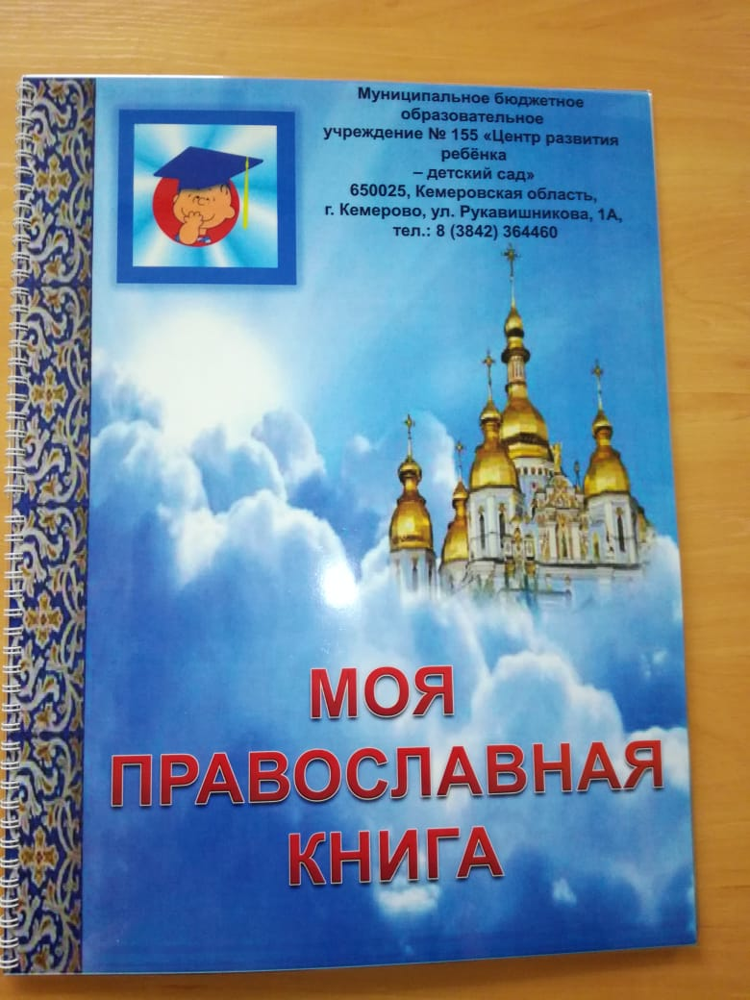 Муниципальное бюджетное
образовательное
учреждение № 155 «Центр развития
ребёнка
– детский сад»
650025, Кемеровская область,
г. Кемерово, ул. Рукавишникова, 1А,
тел.: 8 (3842) 364460
МОЯ
ПРАВОСЛАВНАЯ
КНИГА